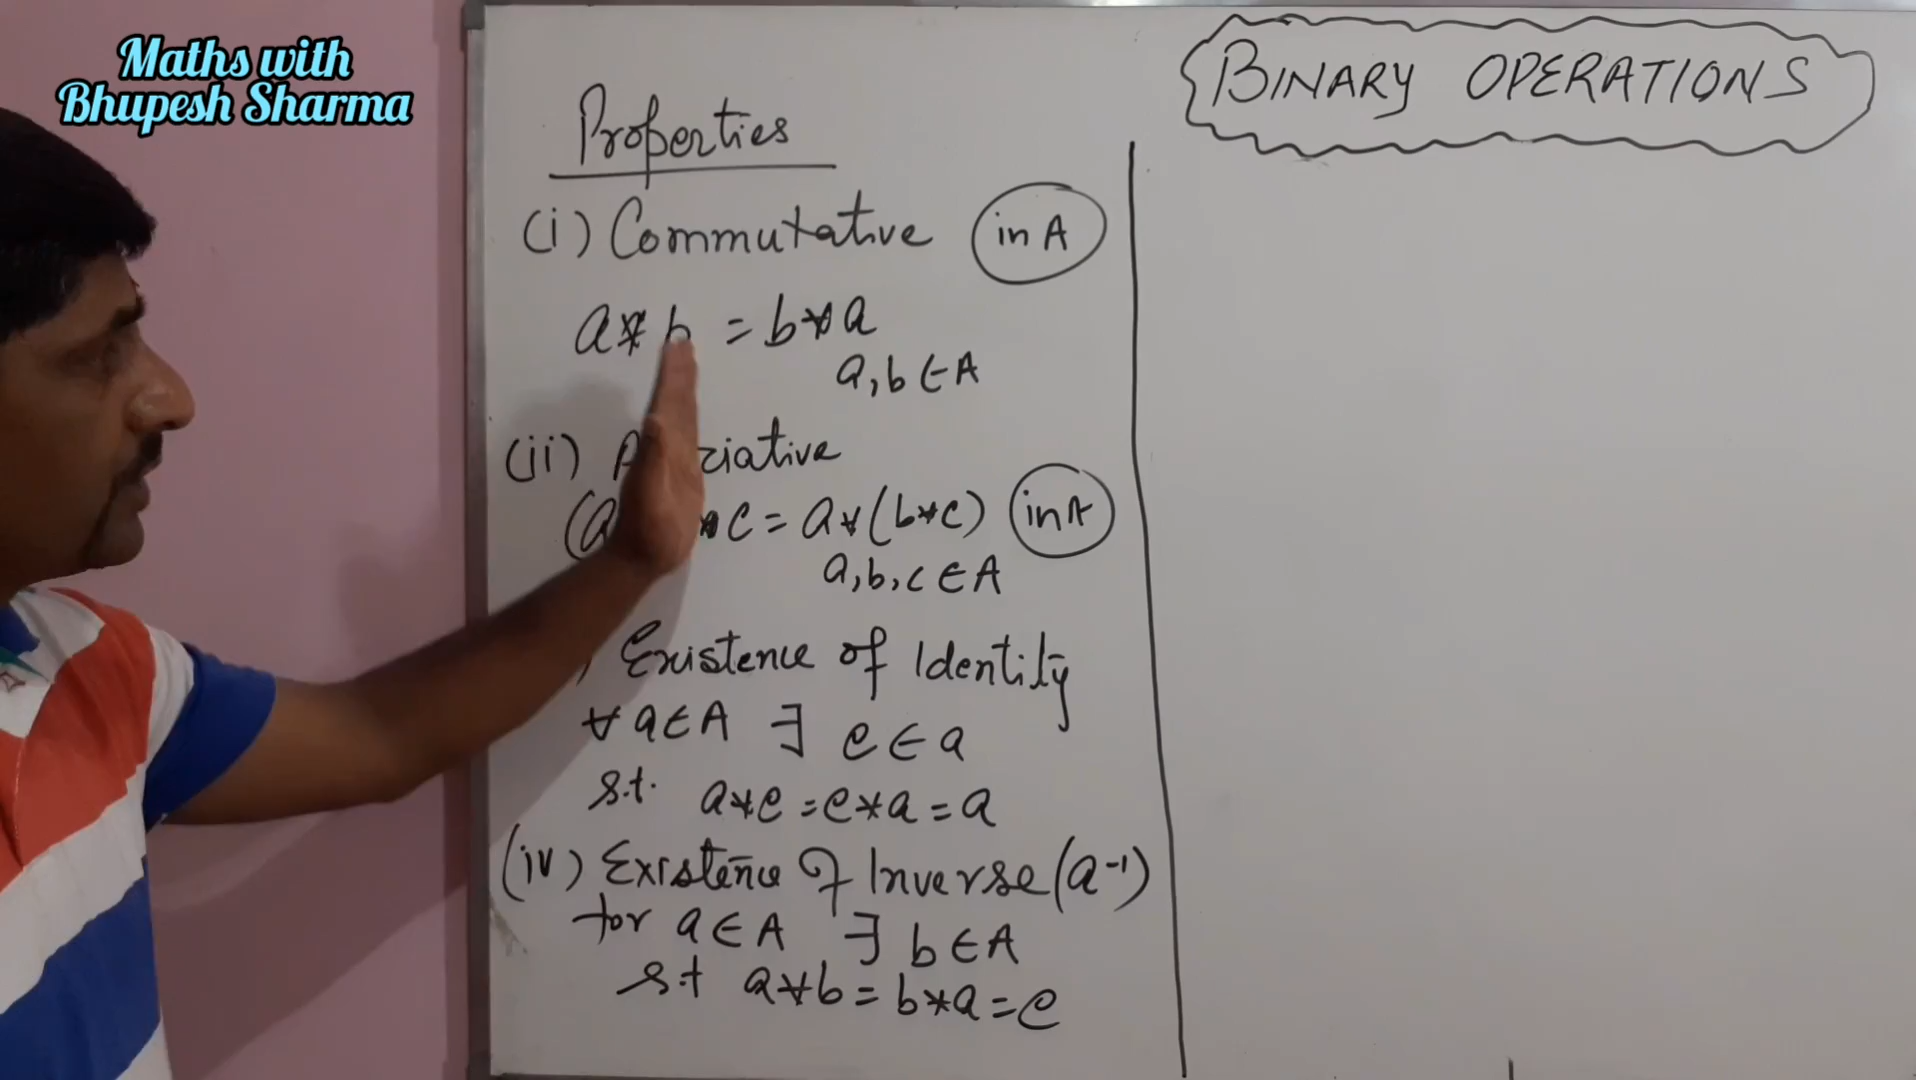 Maths with
Bhupesh Sharma
BINARY OPERATIONS
Properties
(i) Commutative in A
a * b = b * a
a, b ∈ A
(ii) A ciative
(a * c = a * (b * c) in A
a, b, c ∈ A
) Existence of Identity
∀ a ∈ A ∃ e ∈ a
s.t. a * e = e * a = a
(iv) Existence of Inverse (a⁻¹)
for a ∈ A ∃ b ∈ A
s.t a * b = b * a = e